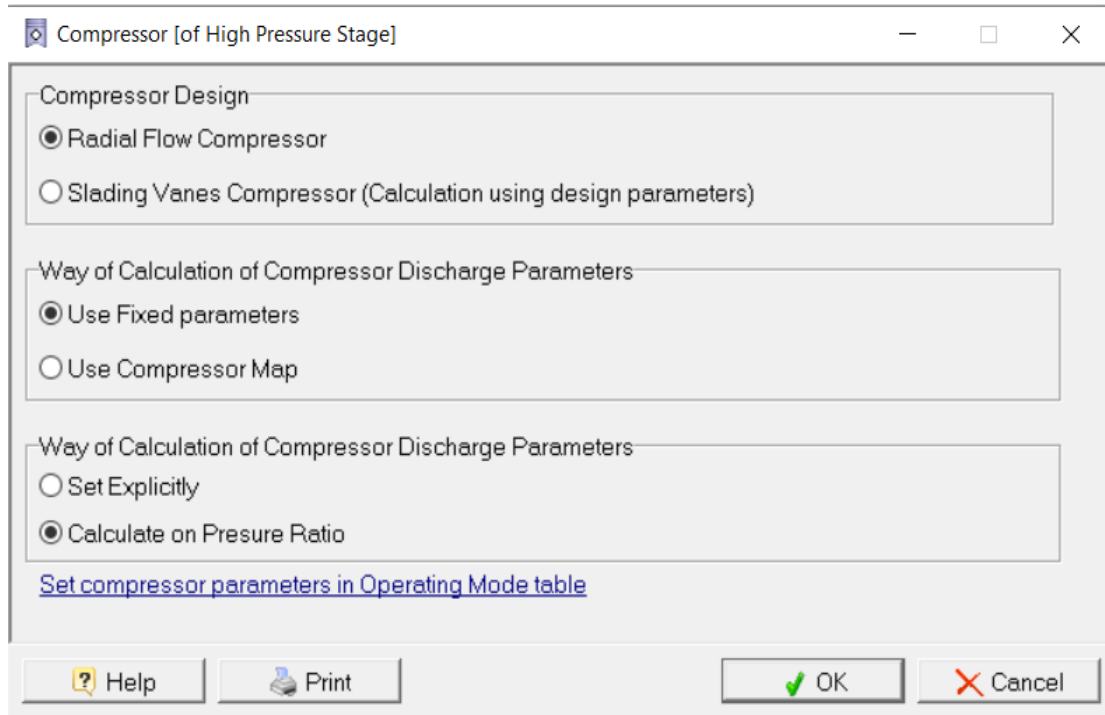 Compressor [of High Pressure Stage]
Compressor Design
Radial Flow Compressor
Slading Vanes Compressor (Calculation using design parameters)
Way of Calculation of Compressor Discharge Parameters
Use Fixed parameters
Use Compressor Map
Way of Calculation of Compressor Discharge Parameters
Set Explicitly
Calculate on Presure Ratio
Set compressor parameters in Operating Mode table
Help Print OK Cancel